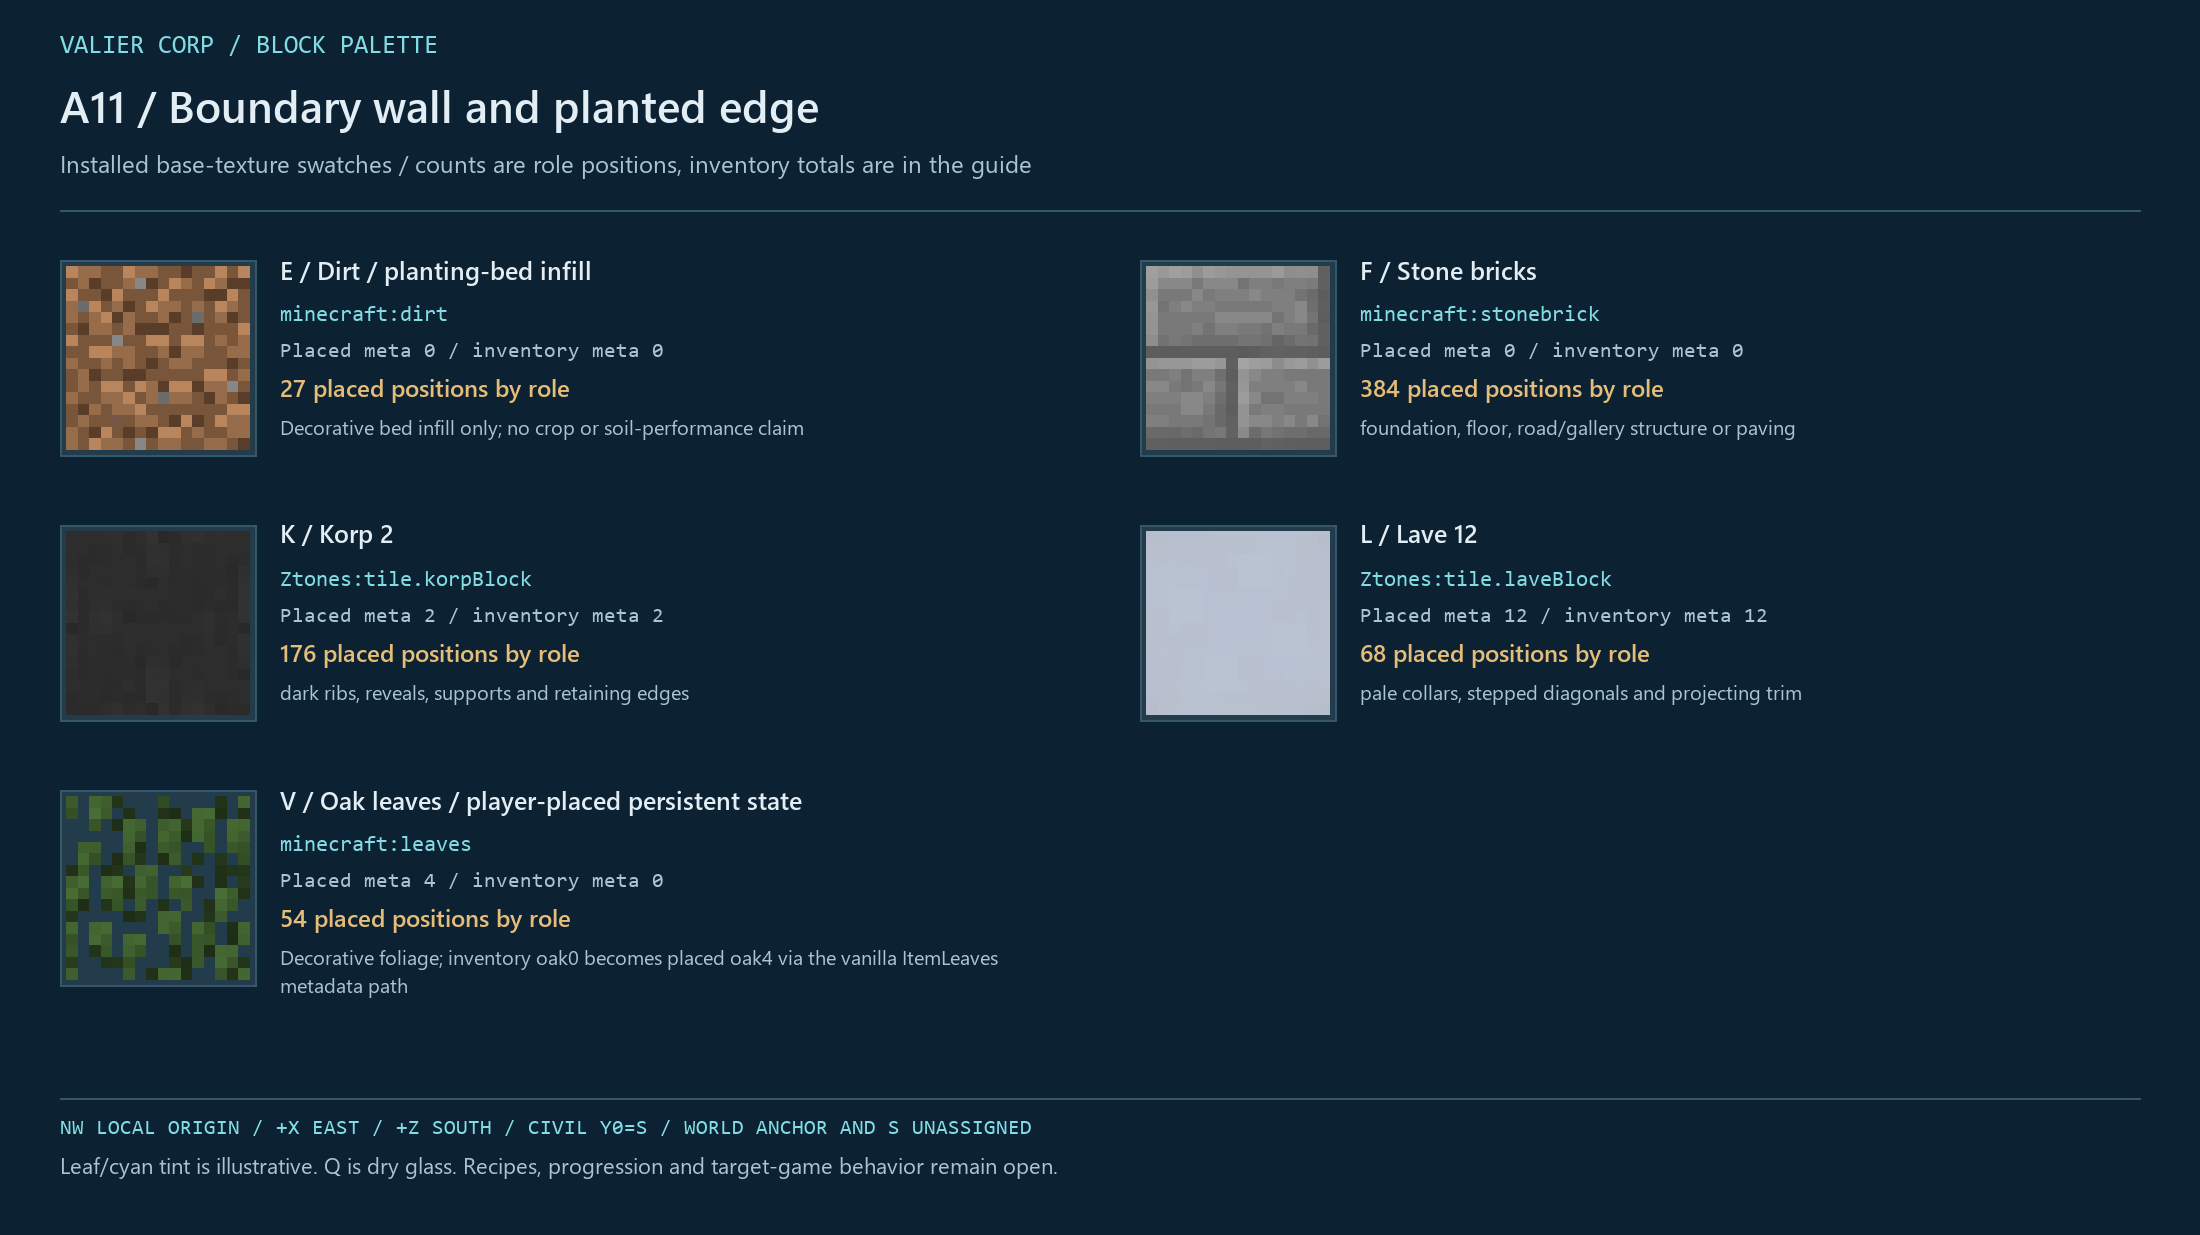 VALIER CORP / BLOCK PALETTE
A11 / Boundary wall and planted edge
Installed base-texture swatches / counts are role positions, inventory totals are in the guide
E / Dirt / planting-bed infill
minecraft:dirt
Placed meta 0 / inventory meta 0
27 placed positions by role
Decorative bed infill only; no crop or soil-performance claim
F / Stone bricks
minecraft:stonebrick
Placed meta 0 / inventory meta 0
384 placed positions by role
foundation, floor, road/gallery structure or paving
K / Korp 2
Ztones:tile.korpBlock
Placed meta 2 / inventory meta 2
176 placed positions by role
dark ribs, reveals, supports and retaining edges
L / Lave 12
Ztones:tile.laveBlock
Placed meta 12 / inventory meta 12
68 placed positions by role
pale collars, stepped diagonals and projecting trim
V / Oak leaves / player-placed persistent state
minecraft:leaves
Placed meta 4 / inventory meta 0
54 placed positions by role
Decorative foliage; inventory oak0 becomes placed oak4 via the vanilla ItemLeaves
metadata path
NW LOCAL ORIGIN / +X EAST / +Z SOUTH / CIVIL Y0=S / WORLD ANCHOR AND S UNASSIGNED
Leaf/cyan tint is illustrative. Q is dry glass. Recipes, progression and target-game behavior remain open.